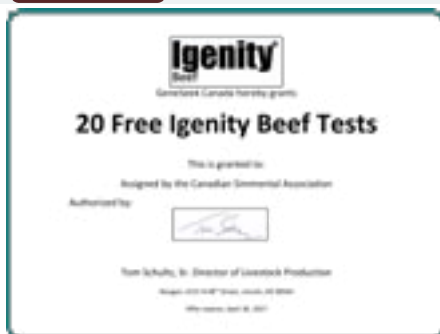 Igenity
Beef
GeneSeek Canada hereby grants
20 Free Igenity Beef Tests
This is granted to:
Assigned by the Canadian Simmental Association
Authorized by:
Tom Schultz, Sr. Director of Livestock Production